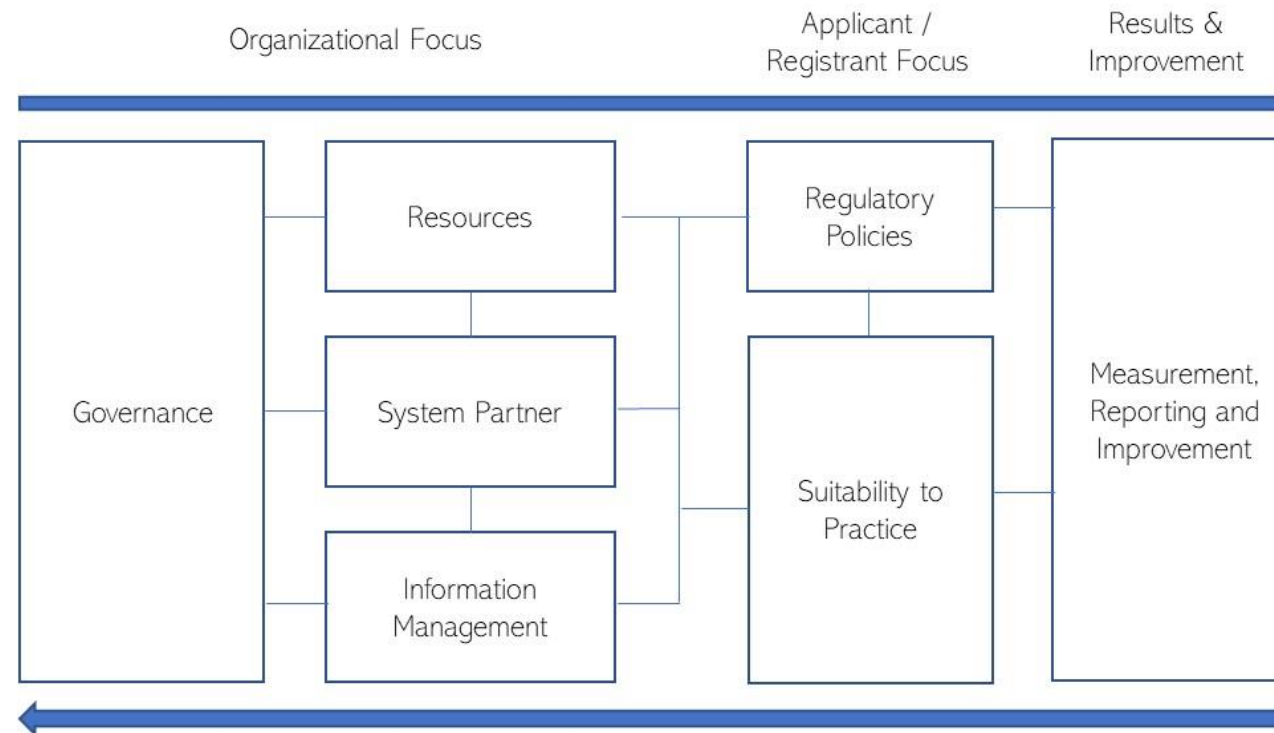 Organizational Focus
Applicant /
Registrant Focus
Results &
Improvement
Governance
Resources
System Partner
Information
Management
Regulatory
Policies
Suitability to
Practice
Measurement,
Reporting and
Improvement